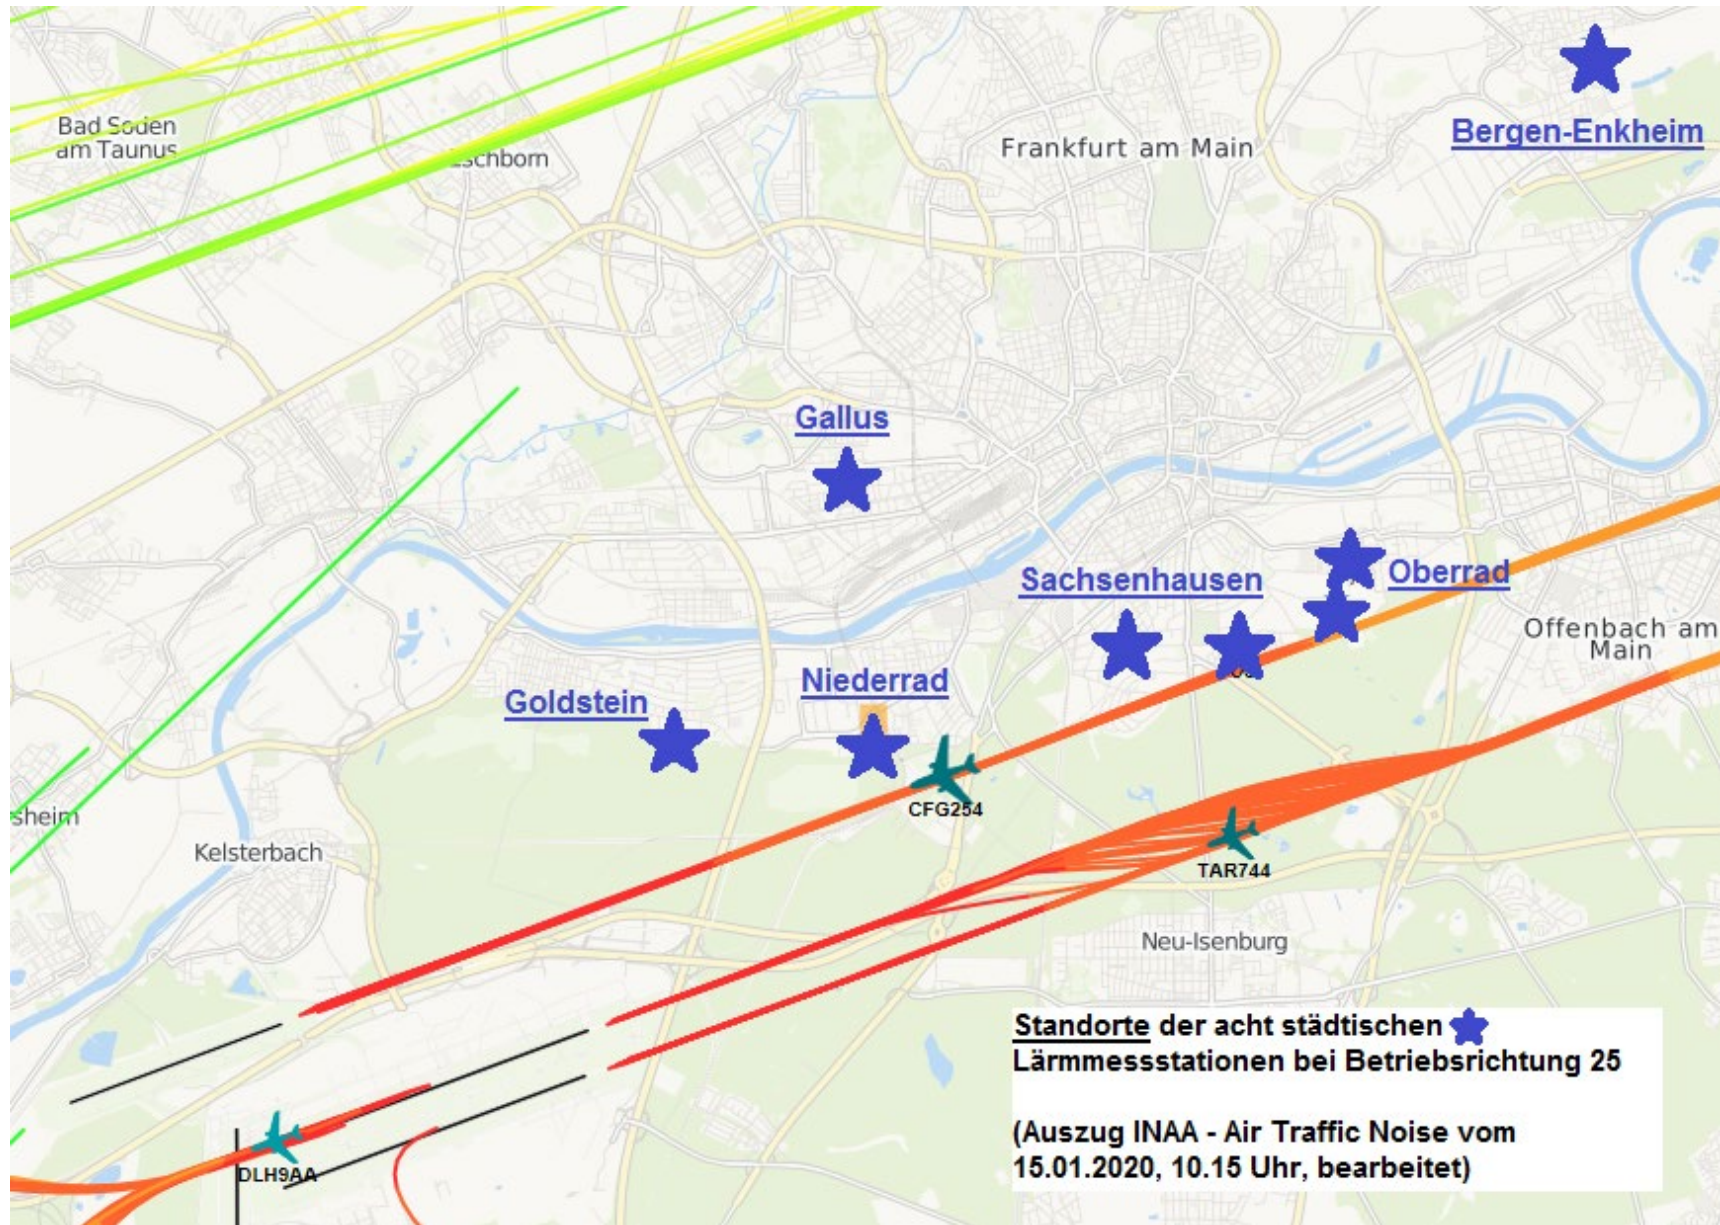 Bad Soden
am Taunus
Eschborn
Frankfurt am Main
Bergen-Enkheim
Gallus
Sachsenhausen
Oberrad
Offenbach am
Main
Niederrad
Goldstein
CFG254
sheim
Kelsterbach
TAR744
Neu-Isenburg
DLH9AA
Standorte der acht städtischen
Lärmmessstationen bei Betriebsrichtung 25
(Auszug INAA - Air Traffic Noise vom
15.01.2020, 10.15 Uhr, bearbeitet)